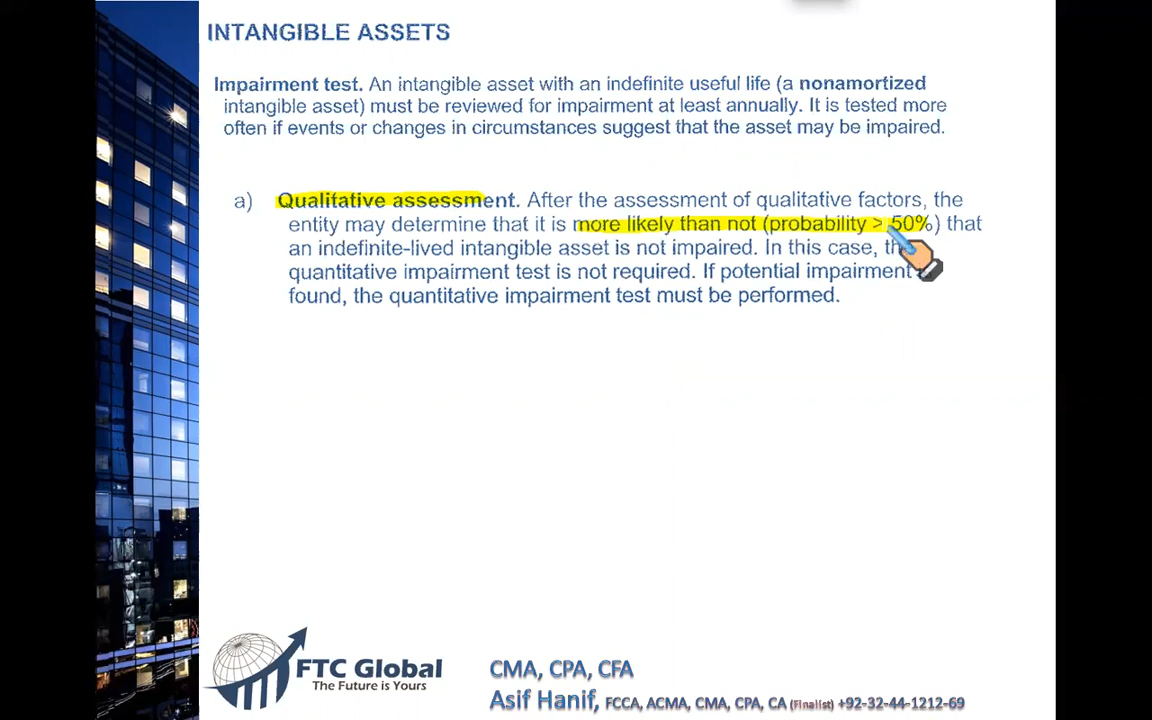 INTANGIBLE ASSETS
Impairment test. An intangible asset with an indefinite useful life (a nonamortized
intangible asset) must be reviewed for impairment at least annually. It is tested more
often if events or changes in circumstances suggest that the asset may be impaired.
a) Qualitative assessment. After the assessment of qualitative factors, the
entity may determine that it is more likely than not (probability > 50%) that
an indefinite-lived intangible asset is not impaired. In this case, the
quantitative impairment test is not required. If potential impairment
found, the quantitative impairment test must be performed.
FTC Global
The Future is Yours
CMA, CPA, CFA
Asif Hanif, FCCA, ACMA, CMA, CPA, CA (Finalist) +92-32-44-1212-69